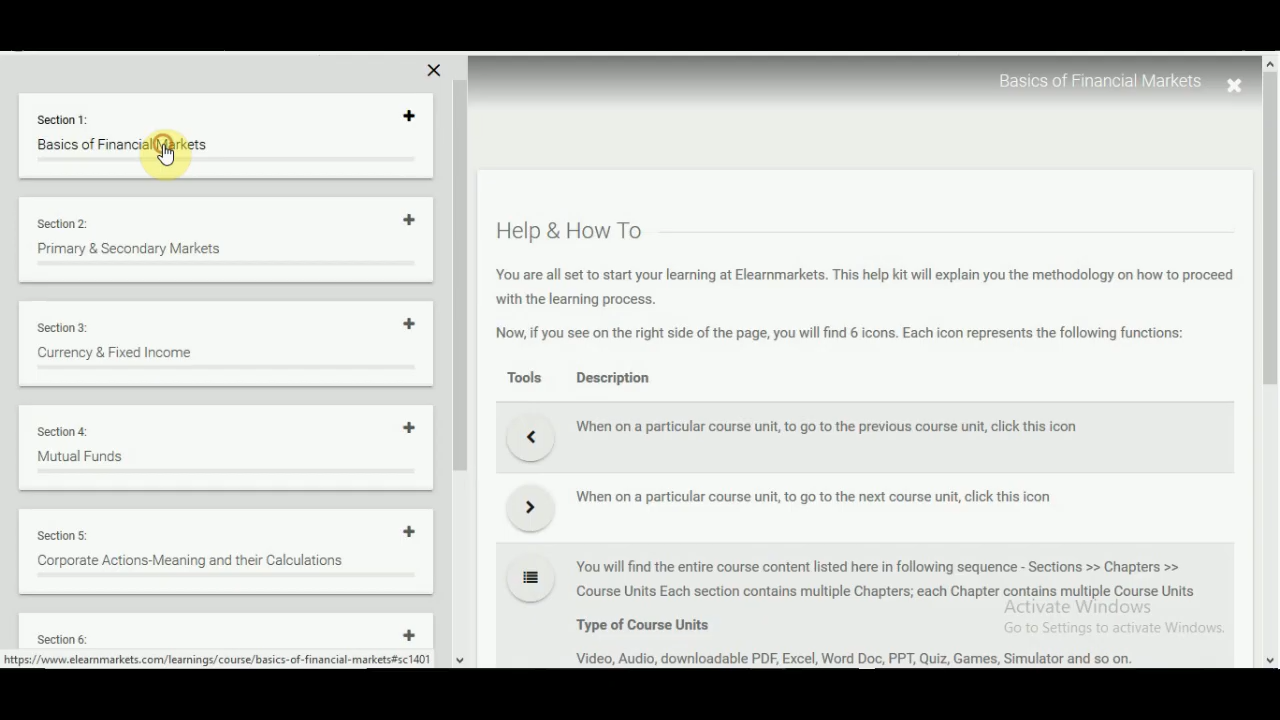 Section 1:
Basics of Financial Markets
Section 2:
Primary & Secondary Markets
Section 3:
Currency & Fixed Income
Section 4:
Mutual Funds
Section 5:
Corporate Actions-Meaning and their Calculations
Section 6:
https://www.elearnmarkets.com/learnings/course/basics-of-financial-markets#sc1401
Basics of Financial Markets
Help & How To
You are all set to start your learning at Elearnmarkets. This help kit will explain you the methodology on how to proceed
with the learning process.
Now, if you see on the right side of the page, you will find 6 icons. Each icon represents the following functions:
Tools Description
When on a particular course unit, to go to the previous course unit, click this icon
When on a particular course unit, to go to the next course unit, click this icon
You will find the entire course content listed here in following sequence - Sections >> Chapters >>
Course Units Each section contains multiple Chapters; each Chapter contains multiple Course Units
Type of Course Units
Video, Audio, downloadable PDF, Excel, Word Doc, PPT, Quiz, Games, Simulator and so on.
Activate Windows
Go to Settings to activate Windows.